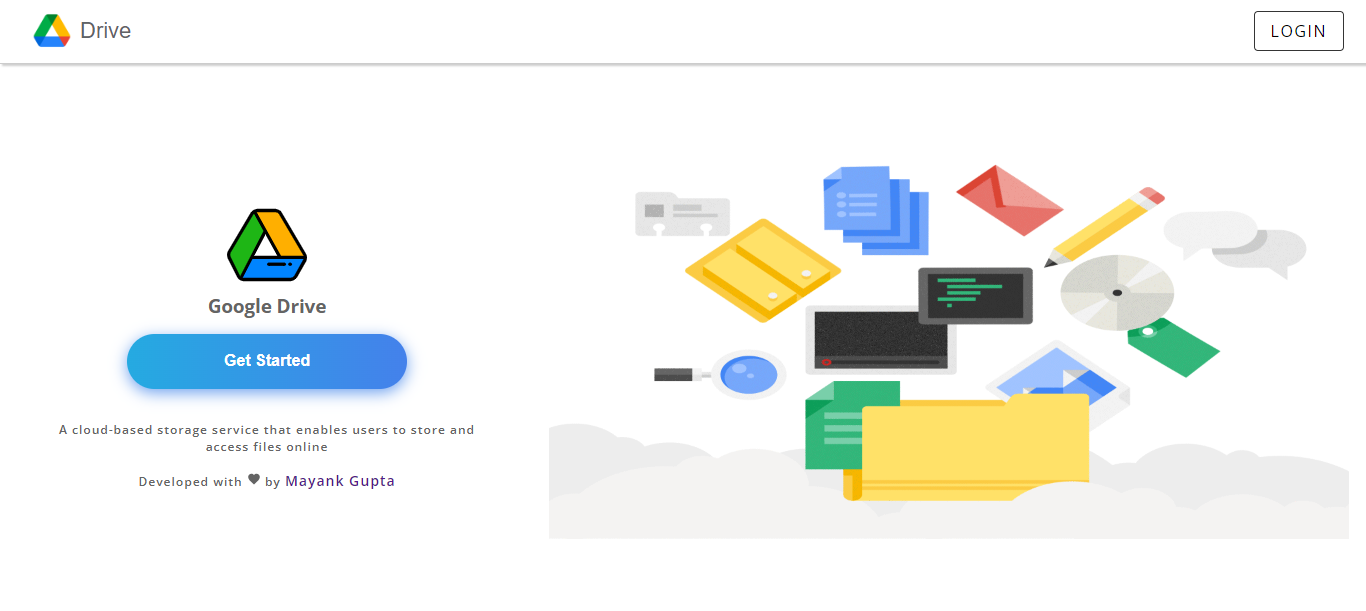 Drive
LOGIN
Google Drive
Get Started
A cloud-based storage service that enables users to store and
access files online
Developed with ♥ by Mayank Gupta